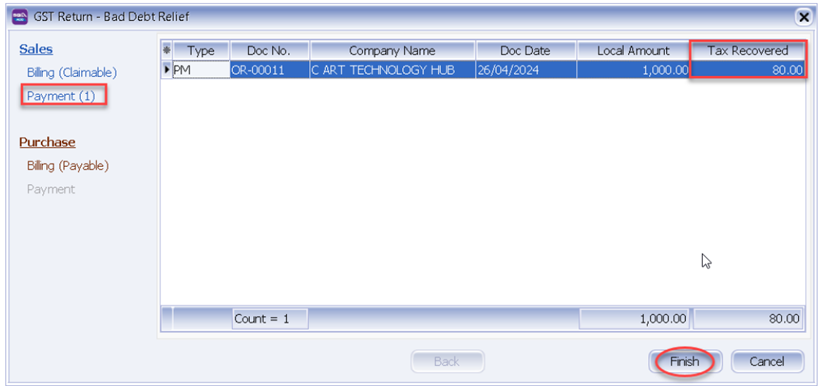 GST Return - Bad Debt Relief
Sales
Billing (Claimable)
Payment (1)
Purchase
Billing (Payable)
Payment
Type Doc No. Company Name Doc Date Local Amount Tax Recovered
PM OR-00011 C ART TECHNOLOGY HUB 26/04/2024 1,000.00 80.00
Count = 1 1,000.00 80.00
Back Finish Cancel